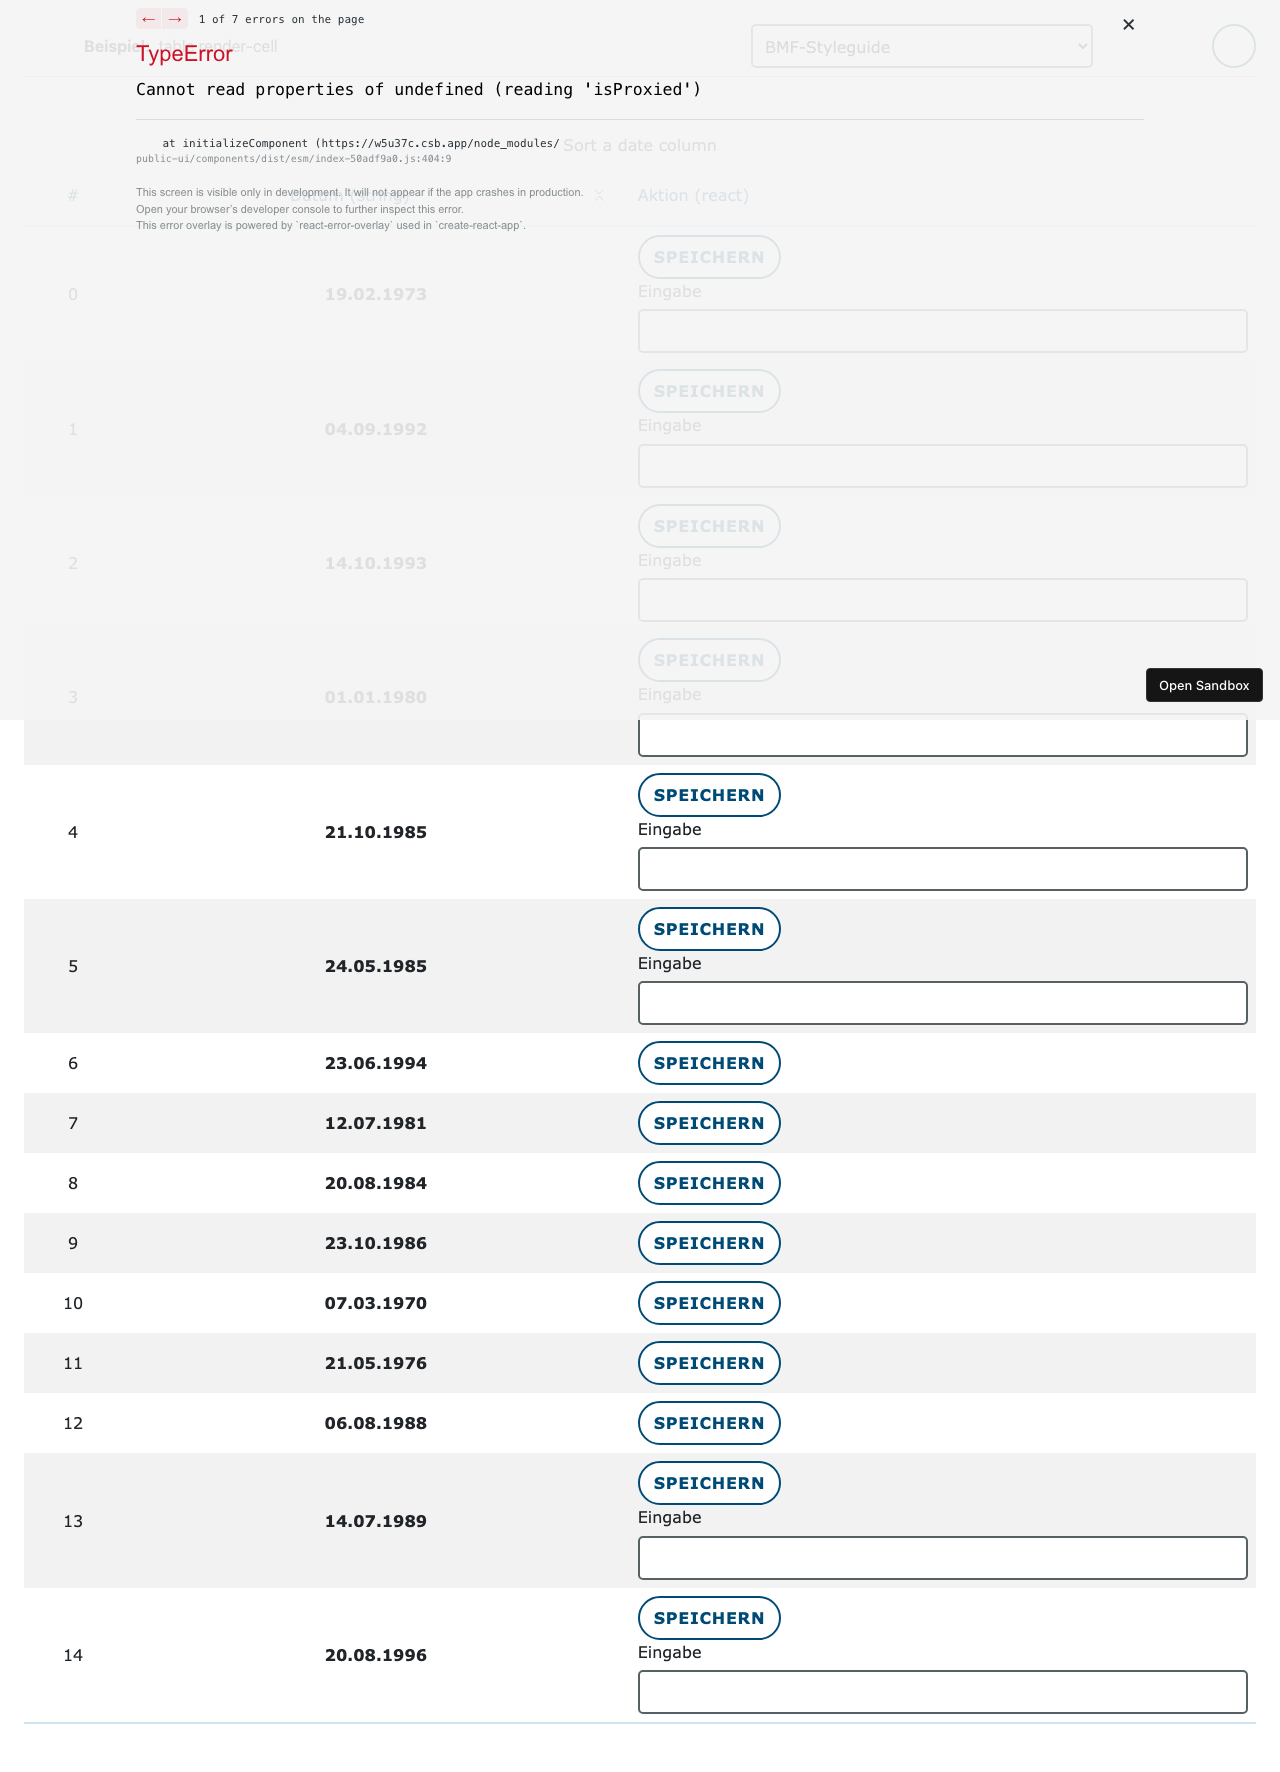 ← → 1 of 7 errors on the page
✕
Beispiel table render-cell
BMF-Styleguide
TypeError
Cannot read properties of undefined (reading 'isProxied')
at initializeComponent (https://w5u37c.csb.app/node_modules/
public-ui/components/dist/esm/index-50adf9a0.js:404:9
Sort a date column
# Datum (string) Aktion (react)
This screen is visible only in development. It will not appear if the app crashes in production.
Open your browser’s developer console to further inspect this error.
This error overlay is powered by `react-error-overlay` used in `create-react-app`.
SPEICHERN
0 19.02.1973 Eingabe
SPEICHERN
1 04.09.1992 Eingabe
SPEICHERN
2 14.10.1993 Eingabe
SPEICHERN
3 01.01.1980 Eingabe
Open Sandbox
SPEICHERN
4 21.10.1985 Eingabe
SPEICHERN
5 24.05.1985 Eingabe
6 23.06.1994 SPEICHERN
7 12.07.1981 SPEICHERN
8 20.08.1984 SPEICHERN
9 23.10.1986 SPEICHERN
10 07.03.1970 SPEICHERN
11 21.05.1976 SPEICHERN
12 06.08.1988 SPEICHERN
SPEICHERN
13 14.07.1989 Eingabe
SPEICHERN
14 20.08.1996 Eingabe